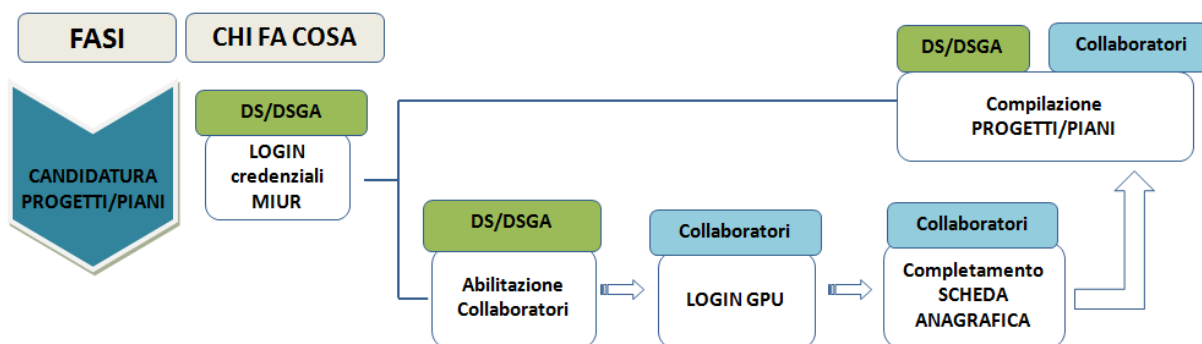 FASI
CHI FA COSA
CANDIDATURA
PROGETTI/PIANI
DS/DSGA
LOGIN
credenziali
MIUR
DS/DSGA
Collaboratori
Compilazione
PROGETTI/PIANI
DS/DSGA
Abilitazione
Collaboratori
Collaboratori
LOGIN GPU
Collaboratori
Completamento
SCHEDA
ANAGRAFICA